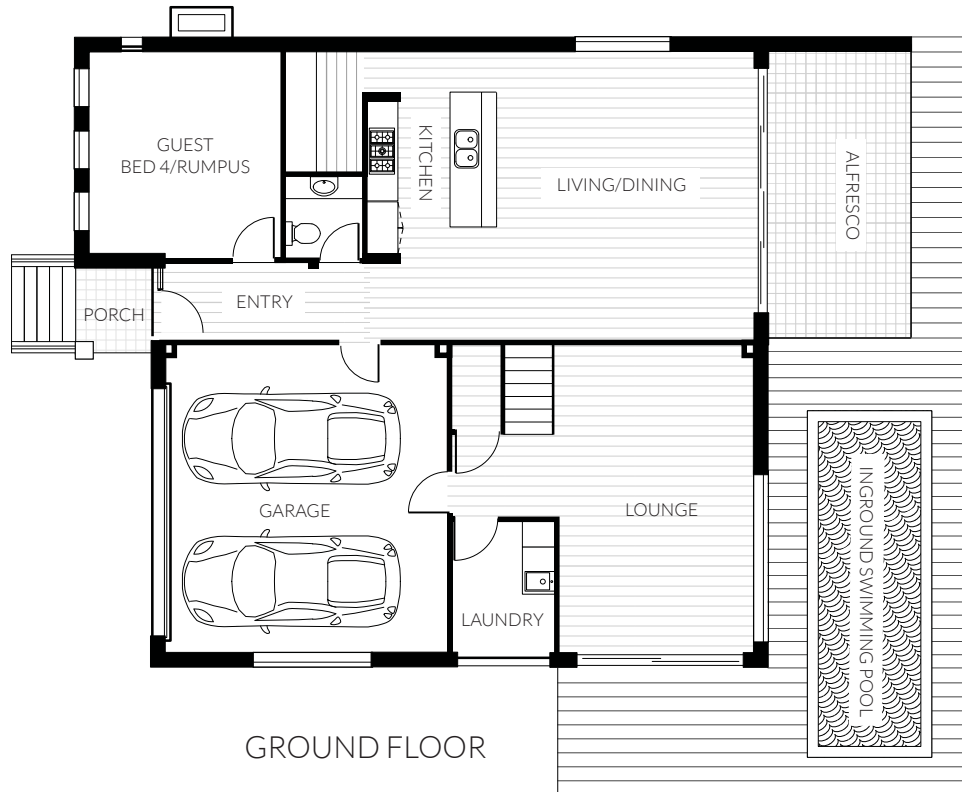 GUEST
BED 4/RUMPUS
KITCHEN
LIVING/DINING
ALFRESCO
ENTRY
PORCH
GARAGE
LOUNGE
INGROUND SWIMMING POOL
LAUNDRY
GROUND FLOOR